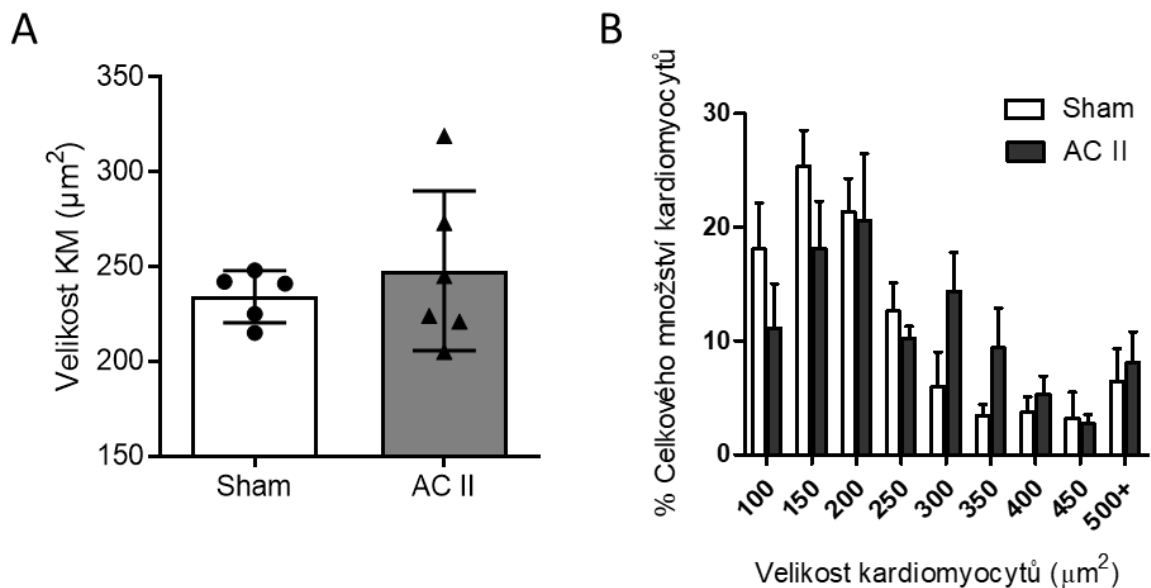 A
Velikost KM (µm²)
350
300
250
200
150
Sham
AC II
B
% Celkového množství kardiomyocytů
30
20
10
0
Sham
AC II
100
150
200
250
300
350
400
450
500+
Velikost kardiomyocytů (µm²)